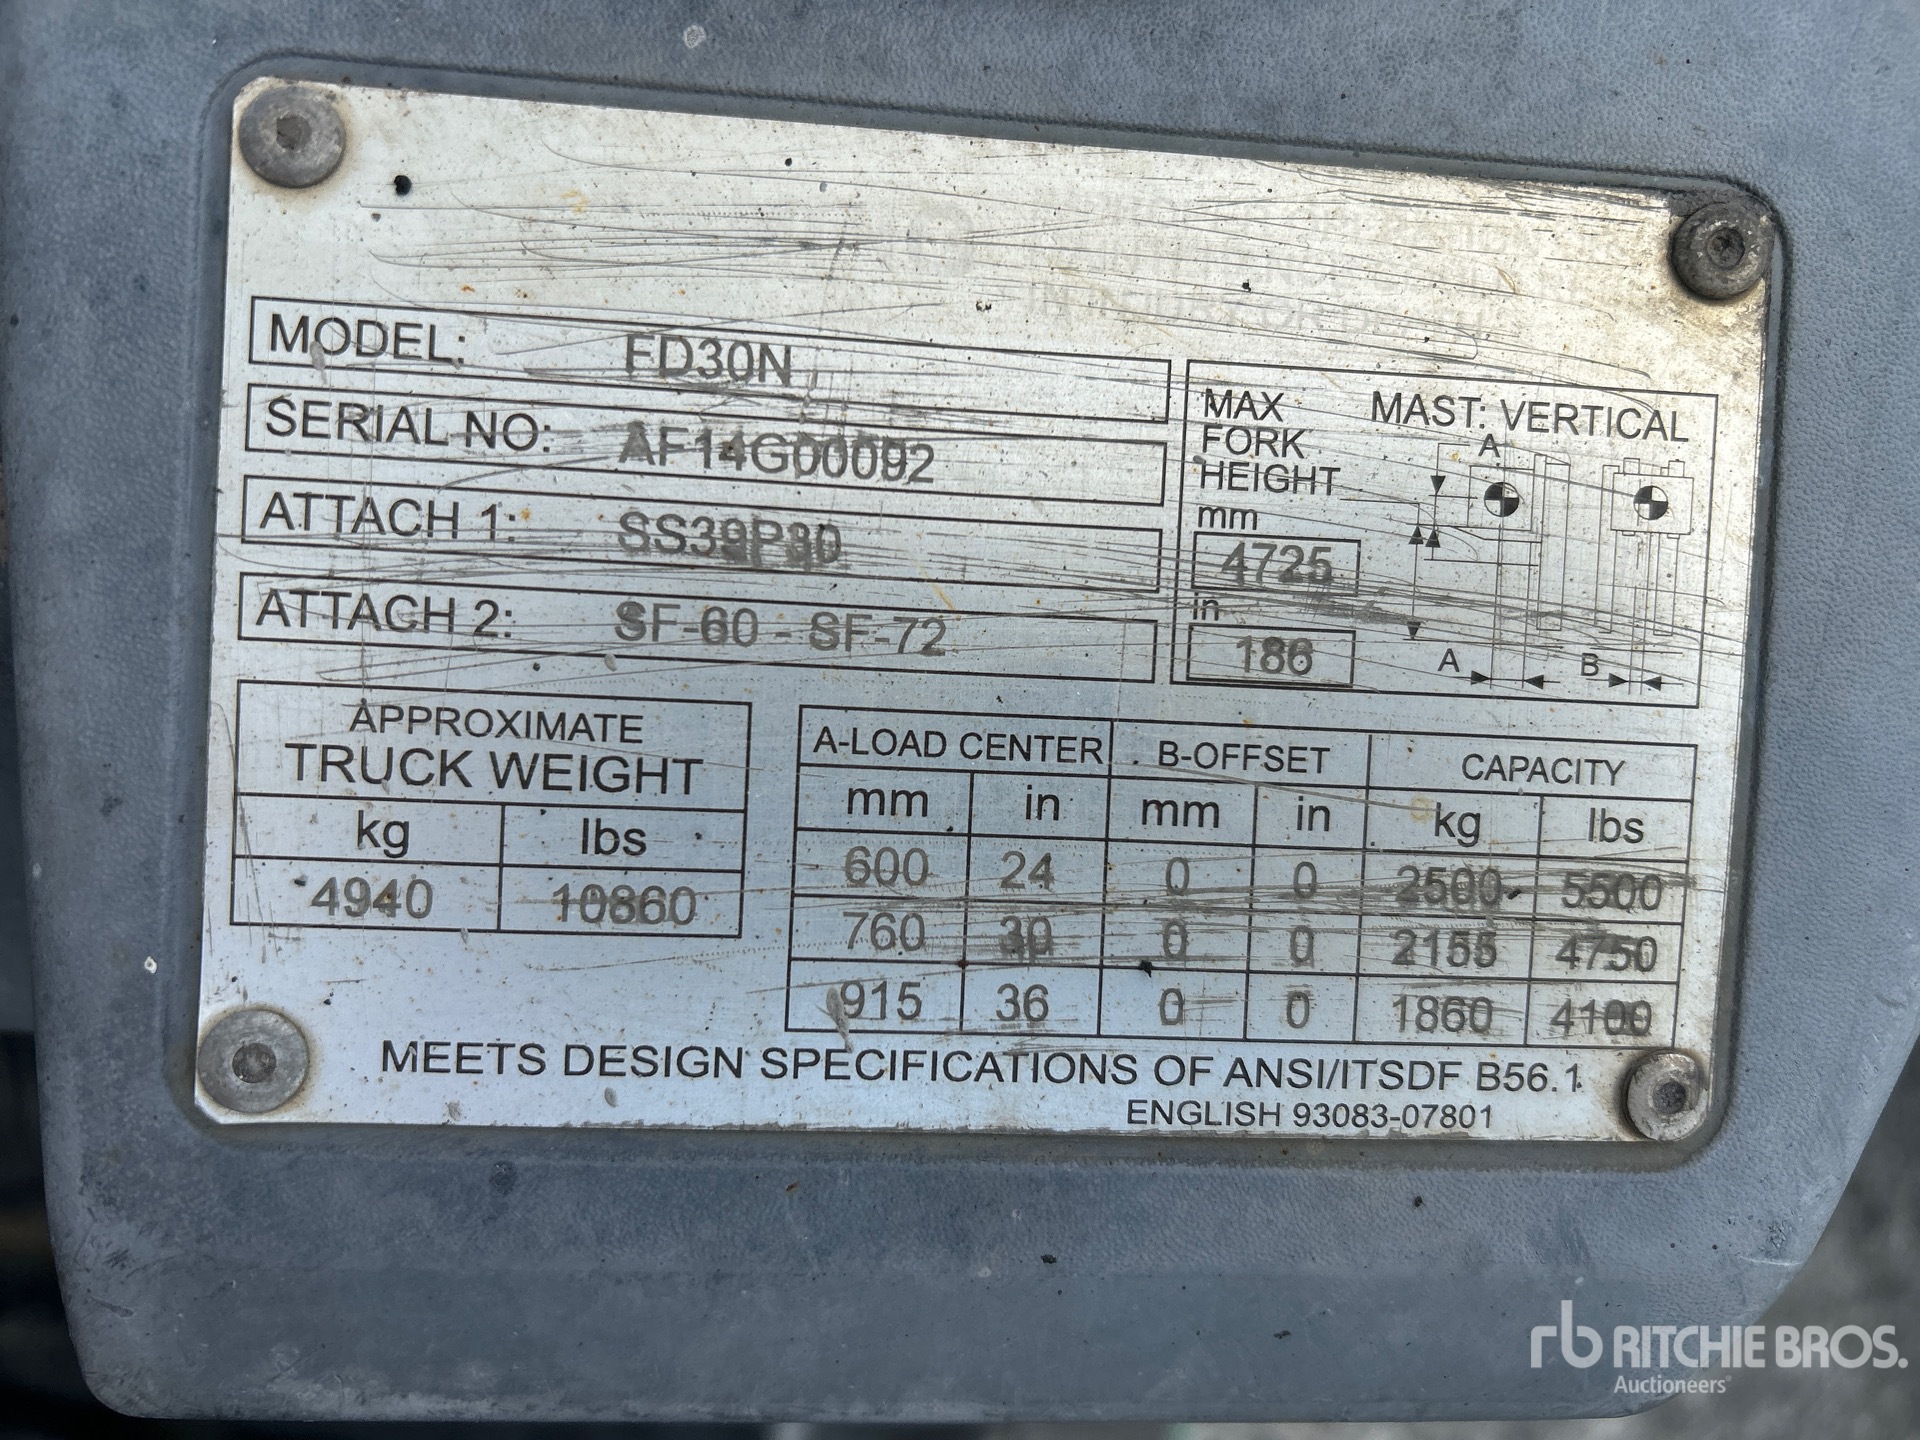 MODEL: FD30N
SERIAL NO: AF14G00092
ATTACH 1: SS39P30
ATTACH 2: SF-60 - SF-72
MAX FORK HEIGHT
MAST: VERTICAL
mm
4725
in
186
A
A
B
APPROXIMATE
TRUCK WEIGHT
kg lbs
4940 10860
A-LOAD CENTER B-OFFSET CAPACITY
mm in mm in kg lbs
600 24 0 0 2500 5500
760 30 0 0 2155 4750
915 36 0 0 1860 4100
MEETS DESIGN SPECIFICATIONS OF ANSI/ITSDF B56.1
ENGLISH 93083-07801
rb RITCHIE BROS.
Auctioneers